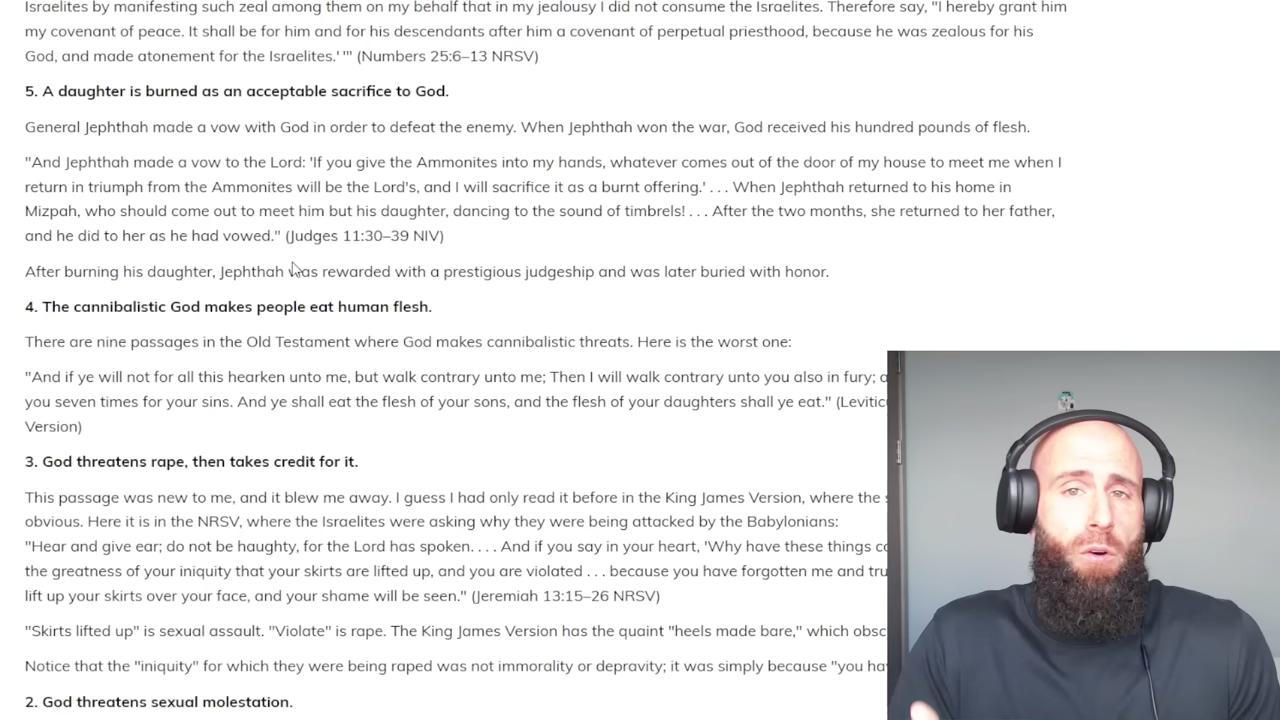 Israelites by manifesting such zeal among them on my behalf that in my jealousy I did not consume the Israelites. Therefore say, "I hereby grant him
my covenant of peace. It shall be for him and for his descendants after him a covenant of perpetual priesthood, because he was zealous for his
God, and made atonement for the Israelites.' '" (Numbers 25:6–13 NRSV)
5. A daughter is burned as an acceptable sacrifice to God.
General Jephthah made a vow with God in order to defeat the enemy. When Jephthah won the war, God received his hundred pounds of flesh.
"And Jephthah made a vow to the Lord: 'If you give the Ammonites into my hands, whatever comes out of the door of my house to meet me when I
return in triumph from the Ammonites will be the Lord's, and I will sacrifice it as a burnt offering.' . . . When Jephthah returned to his home in
Mizpah, who should come out to meet him but his daughter, dancing to the sound of timbrels! . . . After the two months, she returned to her father,
and he did to her as he had vowed." (Judges 11:30–39 NIV)
After burning his daughter, Jephthah was rewarded with a prestigious judgeship and was later buried with honor.
4. The cannibalistic God makes people eat human flesh.
There are nine passages in the Old Testament where God makes cannibalistic threats. Here is the worst one:
"And if ye will not for all this hearken unto me, but walk contrary unto me; Then I will walk contrary unto you also in fury;
you seven times for your sins. And ye shall eat the flesh of your sons, and the flesh of your daughters shall ye eat."
Version)
3. God threatens rape, then takes credit for it.
This passage was new to me, and it blew me away. I guess I had only read it before in the King James Version, where the
obvious. Here it is in the NRSV, where the Israelites were asking why they were being attacked by the Babylonians:
"Hear and give ear; do not be haughty, for the Lord has spoken. . . . And if you say in your heart, 'Why have these things
the greatness of your iniquity that your skirts are lifted up, and you are violated . . . because you have forgotten me and
lift up your skirts over your face, and your shame will be seen." (Jeremiah 13:15–26 NRSV)
"Skirts lifted up" is sexual assault. "Violate" is rape. The King James Version has the quaint "heels made bare," which
Notice that the "iniquity" for which they were being raped was not immorality or depravity; it was simply because "you
2. God threatens sexual molestation.